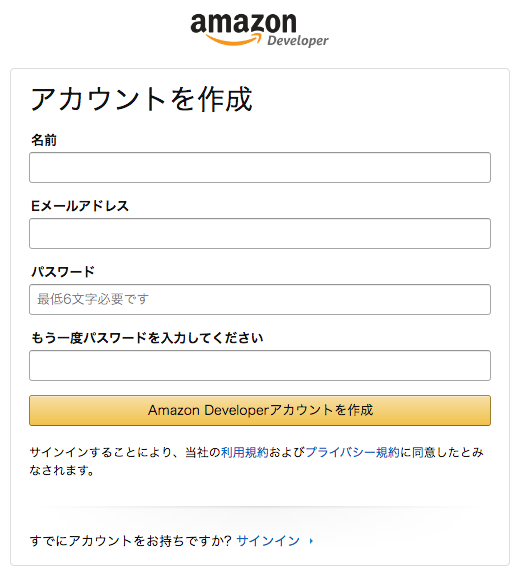 amazon
Developer
アカウントを作成
名前
Eメールアドレス
パスワード
最低6文字必要です
もう一度パスワードを入力してください
Amazon Developerアカウントを作成
サインインすることにより、当社の利用規約およびプライバシー規約に同意したとみ
なされます。
すでにアカウントをお持ちですか? サインイン